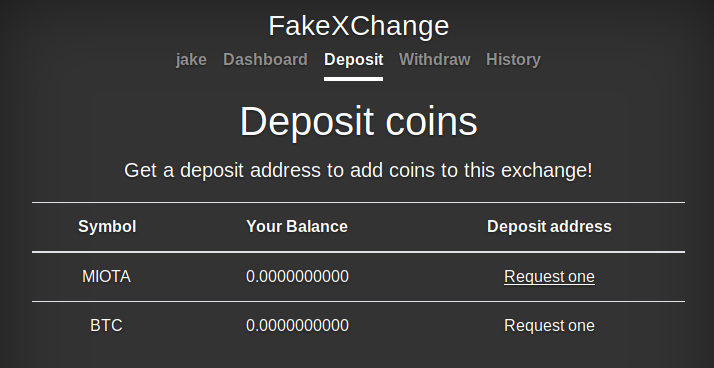 FakeXChange
jake Dashboard Deposit Withdraw History
Deposit coins
Get a deposit address to add coins to this exchange!
Symbol Your Balance Deposit address
MIOTA 0.0000000000 Request one
BTC 0.0000000000 Request one